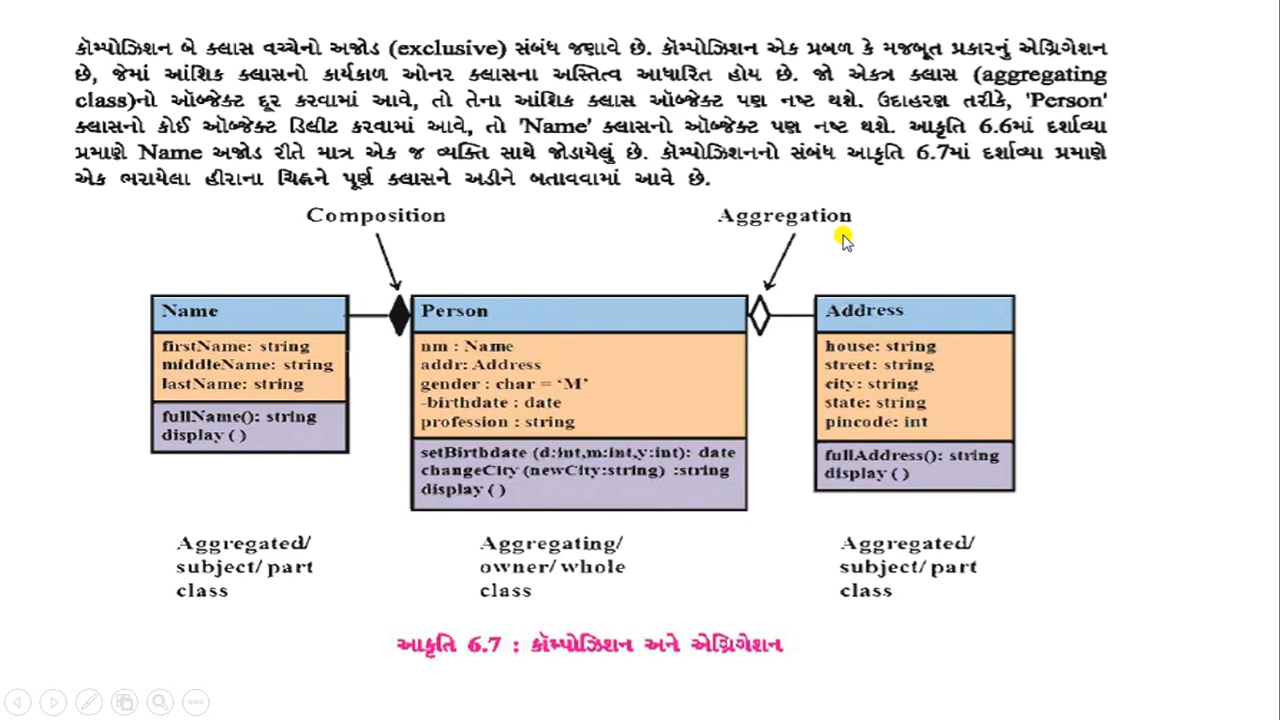 કૉમ્પોઝિશન બે ક્લાસ વચ્ચેનો અજોડ (exclusive) સંબંધ જણાવે છે. કૉમ્પોઝિશન એક પ્રબળ કે મજબૂત પ્રકારનું એગ્રિગેશન
છે, જેમાં આંશિક ક્લાસનો કાર્યકાળ ઓનર ક્લાસના અસ્તિત્વ આધારિત હોય છે. જો એકત્ર ક્લાસ (aggregating
class)નો ઑબ્જેક્ટ દૂર કરવામાં આવે, તો તેના આંશિક ક્લાસ ઑબ્જેક્ટ પણ નષ્ટ થશે. ઉદાહરણ તરીકે, 'Person'
ક્લાસનો કોઈ ઑબ્જેક્ટ ડિલીટ કરવામાં આવે, તો 'Name' ક્લાસનો ઑબ્જેક્ટ પણ નષ્ટ થશે. આકૃતિ 6.6માં દર્શાવ્યા
પ્રમાણે Name અજોડ રીતે માત્ર એક જ વ્યક્તિ સાથે જોડાયેલું છે. કૉમ્પોઝિશનનો સંબંધ આકૃતિ 6.7માં દર્શાવ્યા પ્રમાણે
એક ભરાયેલા હીરાના ચિહ્નને પૂર્ણ ક્લાસને અડીને બતાવવામાં આવે છે.
Composition
Aggregation
Name
firstName: string
middleName: string
lastName: string
fullName(): string
display ( )
Person
nm : Name
addr: Address
gender : char = ‘M’
-birthdate : date
profession : string
setBirthdate (d:int,m:int,y:int): date
changeCity (newCity:string) :string
display ( )
Address
house: string
street: string
city: string
state: string
pincode: int
fullAddress(): string
display ( )
Aggregated/
subject/ part
class
Aggregating/
owner/ whole
class
Aggregated/
subject/ part
class
આકૃતિ 6.7 : કૉમ્પોઝિશન અને એગ્રિગેશન